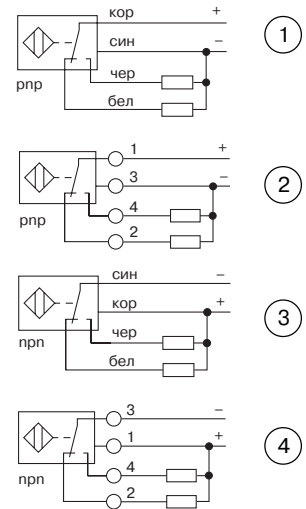 кор +
син −
чер
бел
pnp
1
1 +
3 −
4
2
pnp
2
син −
кор +
чер
бел
npn
3
3 −
1 +
4
2
npn
4